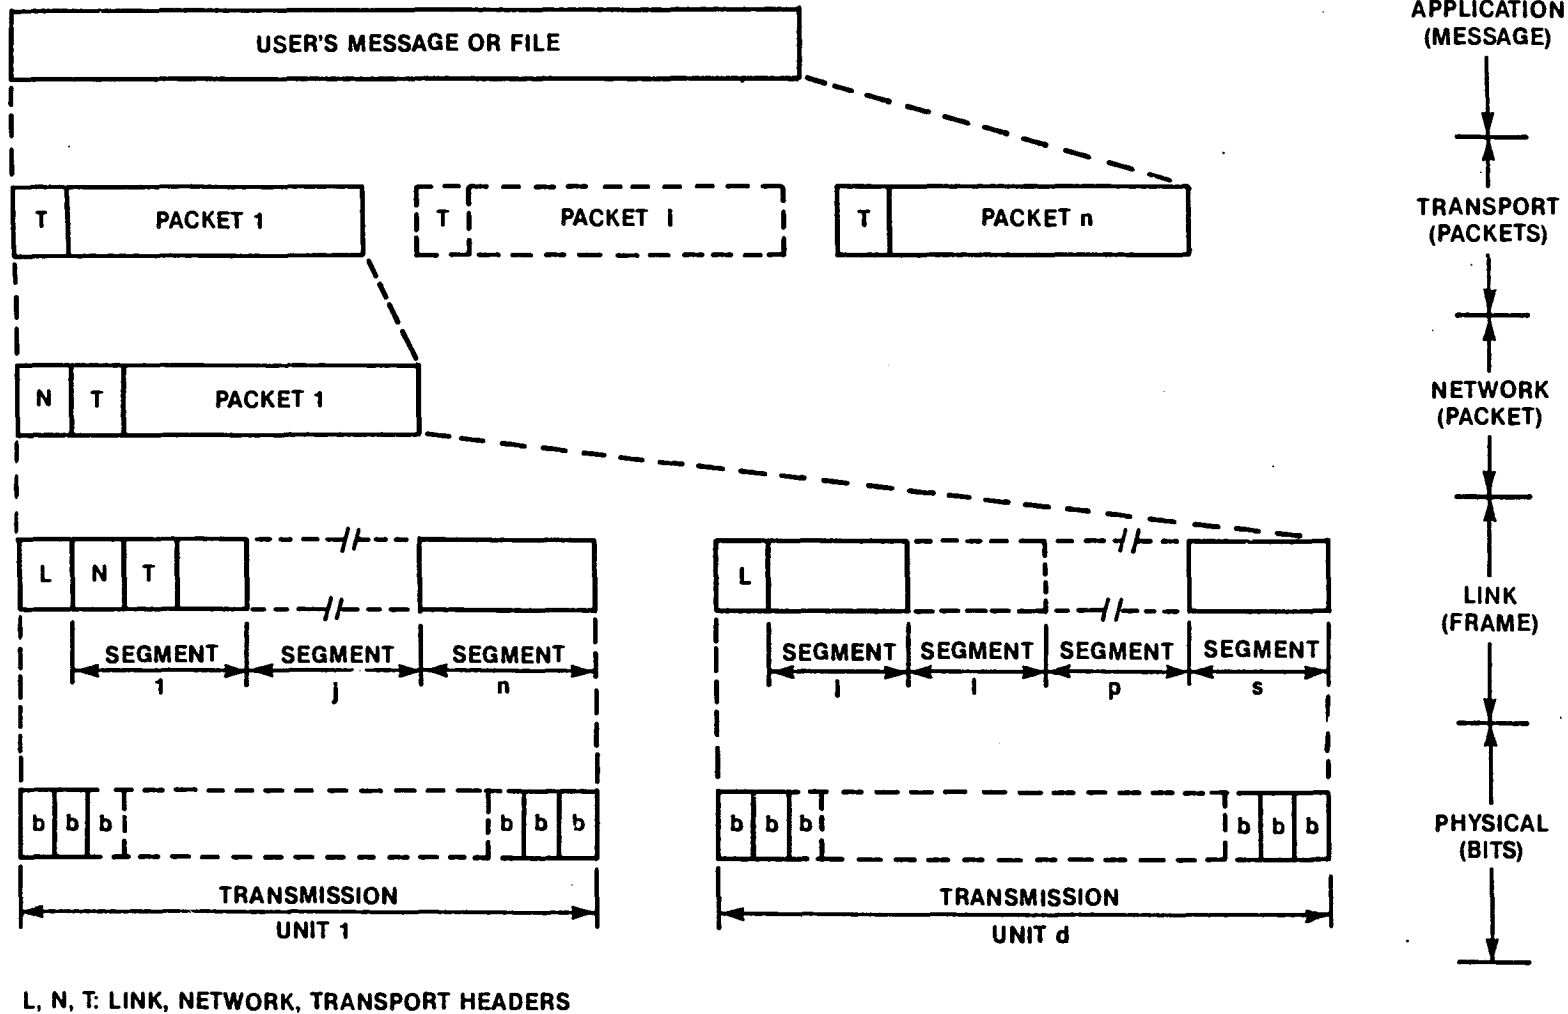 APPLICATION
(MESSAGE)
USER'S MESSAGE OR FILE
T PACKET 1 T PACKET i T PACKET n
TRANSPORT
(PACKETS)
N T PACKET 1
NETWORK
(PACKET)
L N T L
LINK
(FRAME)
SEGMENT SEGMENT SEGMENT SEGMENT SEGMENT SEGMENT SEGMENT
1 j n p s
b b b b b b b b b b b b
PHYSICAL
(BITS)
TRANSMISSION TRANSMISSION
UNIT 1 UNIT d
L, N, T: LINK, NETWORK, TRANSPORT HEADERS